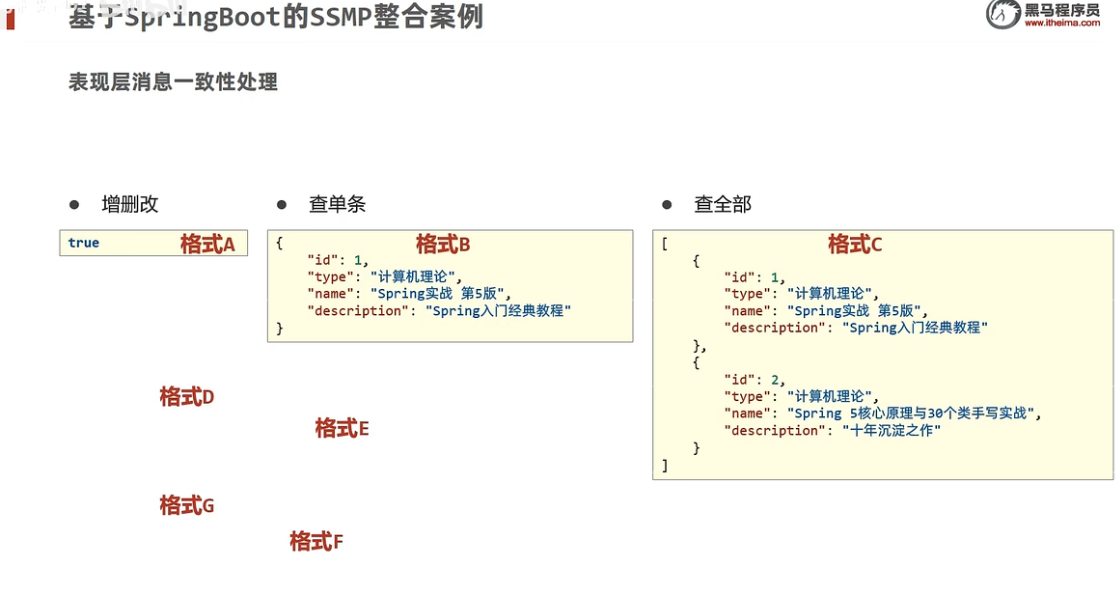 基于SpringBoot的SSMP整合案例
黑马程序员
www.itheima.com
表现层消息一致性处理
● 增删改
true 格式A
● 查单条
{ 格式B
"id": 1,
"type": "计算机理论",
"name": "Spring实战 第5版",
"description": "Spring入门经典教程"
}
● 查全部
[ 格式C
{
"id": 1,
"type": "计算机理论",
"name": "Spring实战 第5版",
"description": "Spring入门经典教程"
},
{
"id": 2,
"type": "计算机理论",
"name": "Spring 5核心原理与30个类手写实战",
"description": "十年沉淀之作"
}
]
格式D
格式E
格式G
格式F